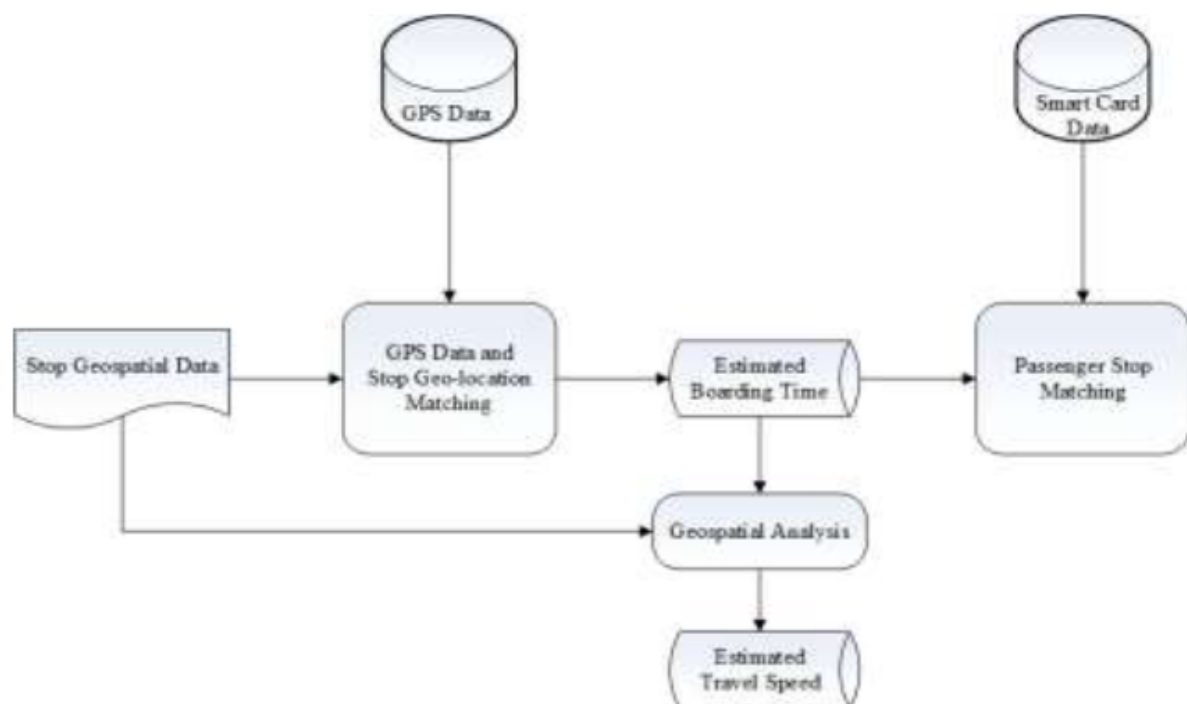 GPS Data
Smart Card
Data
Stop Geospatial Data
GPS Data and
Stop Geo-location
Matching
Estimated
Boarding Time
Passenger Stop
Matching
Geospatial Analysis
Estimated
Travel Speed